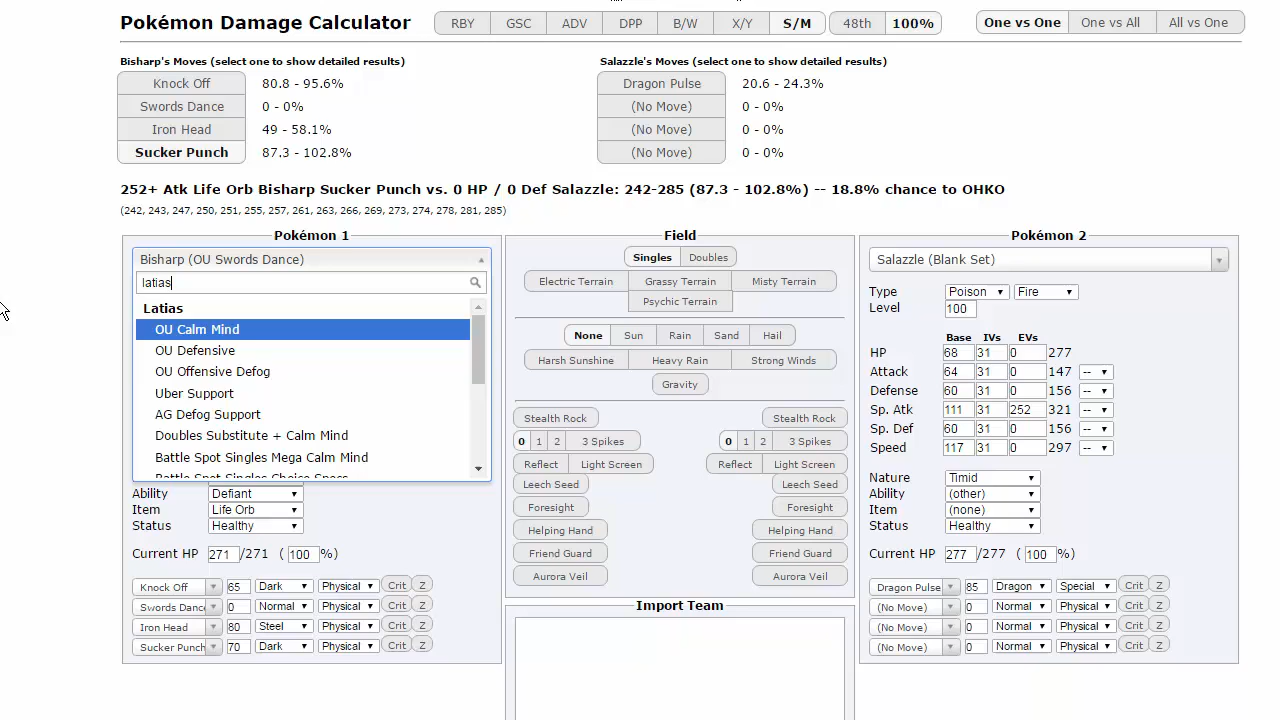 Pokémon Damage Calculator RBY GSC ADV DPP B/W X/Y S/M 48th 100% One vs One One vs All All vs One
Bisharp's Moves (select one to show detailed results) Salazzle's Moves (select one to show detailed results)
Knock Off 80.8 - 95.6% Dragon Pulse 20.6 - 24.3%
Swords Dance 0 - 0% (No Move) 0 - 0%
Iron Head 49 - 58.1% (No Move) 0 - 0%
Sucker Punch 87.3 - 102.8% (No Move) 0 - 0%
252+ Atk Life Orb Bisharp Sucker Punch vs. 0 HP / 0 Def Salazzle: 242-285 (87.3 - 102.8%) -- 18.8% chance to OHKO
(242, 243, 247, 250, 251, 255, 257, 261, 263, 266, 269, 273, 274, 278, 281, 285)
Pokémon 1
Bisharp (OU Swords Dance)
latias
Latias
OU Calm Mind
OU Defensive
OU Offensive Defog
Uber Support
AG Defog Support
Doubles Substitute + Calm Mind
Battle Spot Singles Mega Calm Mind
Battle Spot Singles Choice Specs
Ability Defiant
Item Life Orb
Status Healthy
Current HP 271 /271 ( 100 %)
Knock Off 65 Dark Physical Crit Z
Swords Danc 0 Normal Physical Crit Z
Iron Head 80 Steel Physical Crit Z
Sucker Punch 70 Dark Physical Crit Z
Field
Singles Doubles
Electric Terrain Grassy Terrain Misty Terrain
Psychic Terrain
None Sun Rain Sand Hail
Harsh Sunshine Heavy Rain Strong Winds
Gravity
Stealth Rock Stealth Rock
0 1 2 3 Spikes 0 1 2 3 Spikes
Reflect Light Screen Reflect Light Screen
Leech Seed Leech Seed
Foresight Foresight
Helping Hand Helping Hand
Friend Guard Friend Guard
Aurora Veil Aurora Veil
Import Team
Pokémon 2
Salazzle (Blank Set)
Type Poison Fire
Level 100
Base IVs EVs
HP 68 31 0 277
Attack 64 31 0 147 --
Defense 60 31 0 156 --
Sp. Atk 111 31 252 321 --
Sp. Def 60 31 0 156 --
Speed 117 31 0 297 --
Nature Timid
Ability (other)
Item (none)
Status Healthy
Current HP 277 /277 ( 100 %)
Dragon Pulse 85 Dragon Special Crit Z
(No Move) 0 Normal Physical Crit Z
(No Move) 0 Normal Physical Crit Z
(No Move) 0 Normal Physical Crit Z